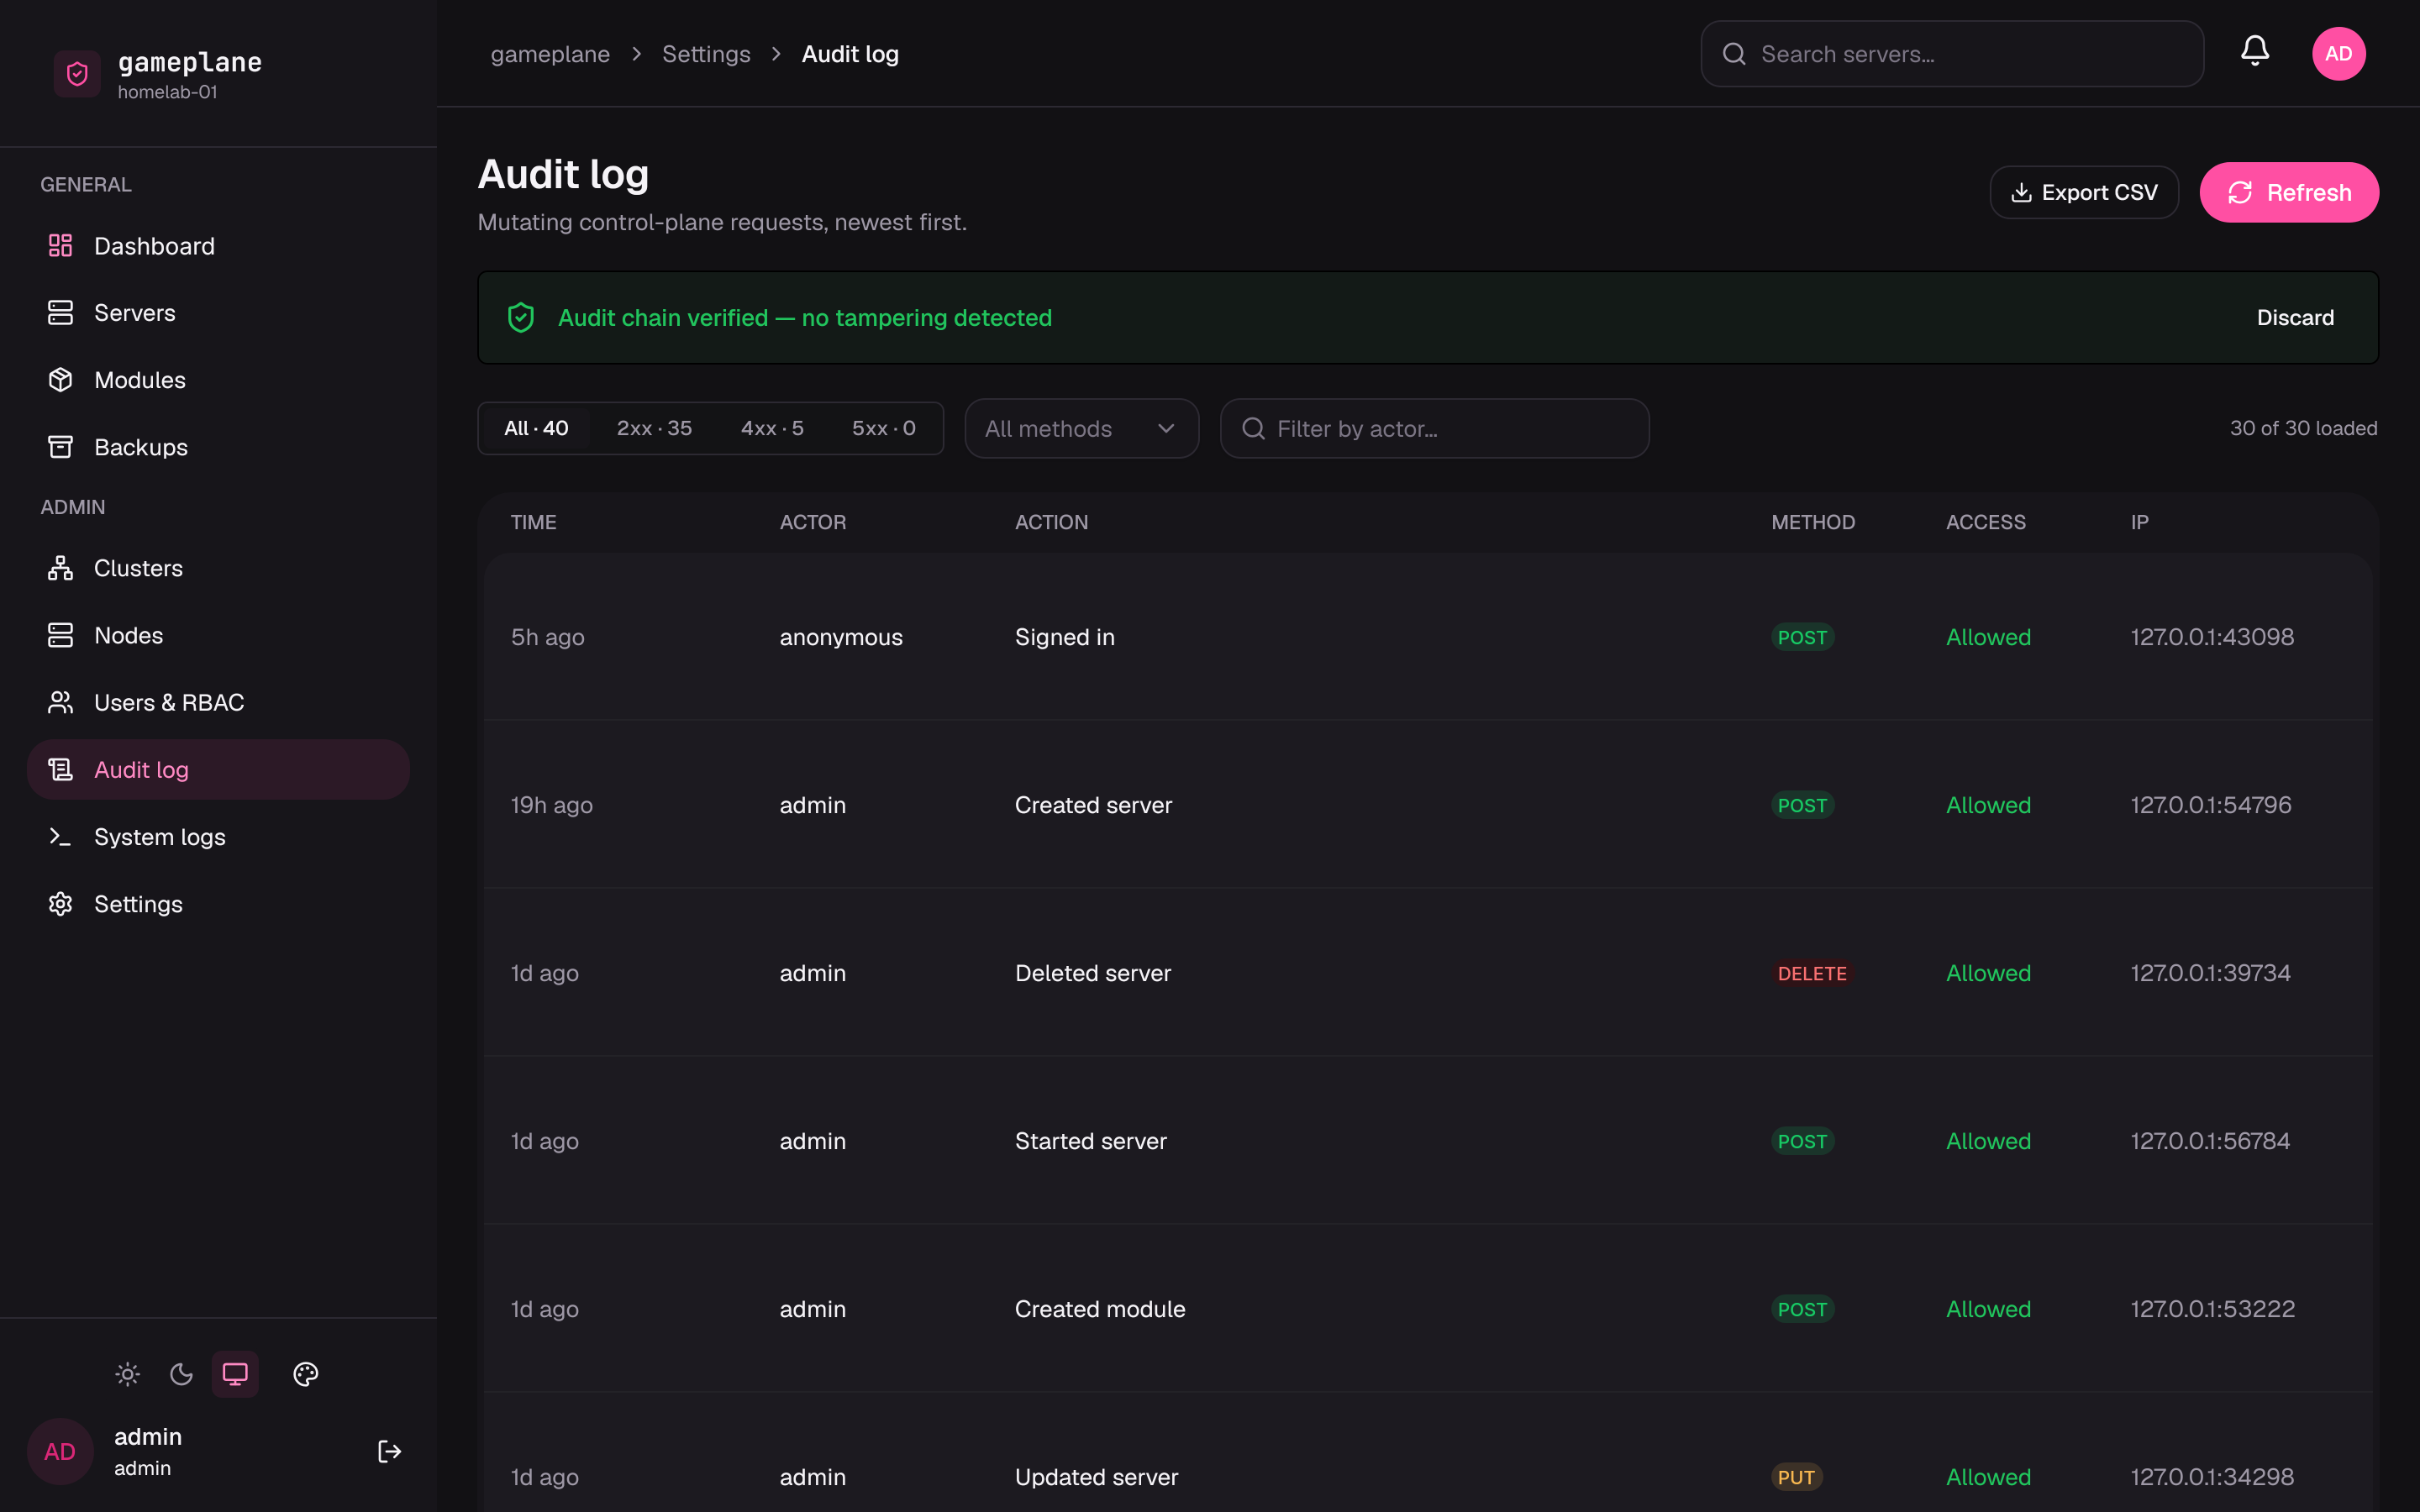 gameplane
homelab-01
GENERAL
Dashboard
Servers
Modules
Backups
ADMIN
Clusters
Nodes
Users & RBAC
Audit log
System logs
Settings
AD
admin
admin
gameplane > Settings > Audit log
Search servers...
AD
Audit log
Mutating control-plane requests, newest first.
Export CSV
Refresh
Audit chain verified — no tampering detected
Discard
All · 40 2xx · 35 4xx · 5 5xx · 0
All methods
Filter by actor...
30 of 30 loaded
TIME ACTOR ACTION METHOD ACCESS IP
5h ago anonymous Signed in POST Allowed 127.0.0.1:43098
19h ago admin Created server POST Allowed 127.0.0.1:54796
1d ago admin Deleted server DELETE Allowed 127.0.0.1:39734
1d ago admin Started server POST Allowed 127.0.0.1:56784
1d ago admin Created module POST Allowed 127.0.0.1:53222
1d ago admin Updated server PUT Allowed 127.0.0.1:34298